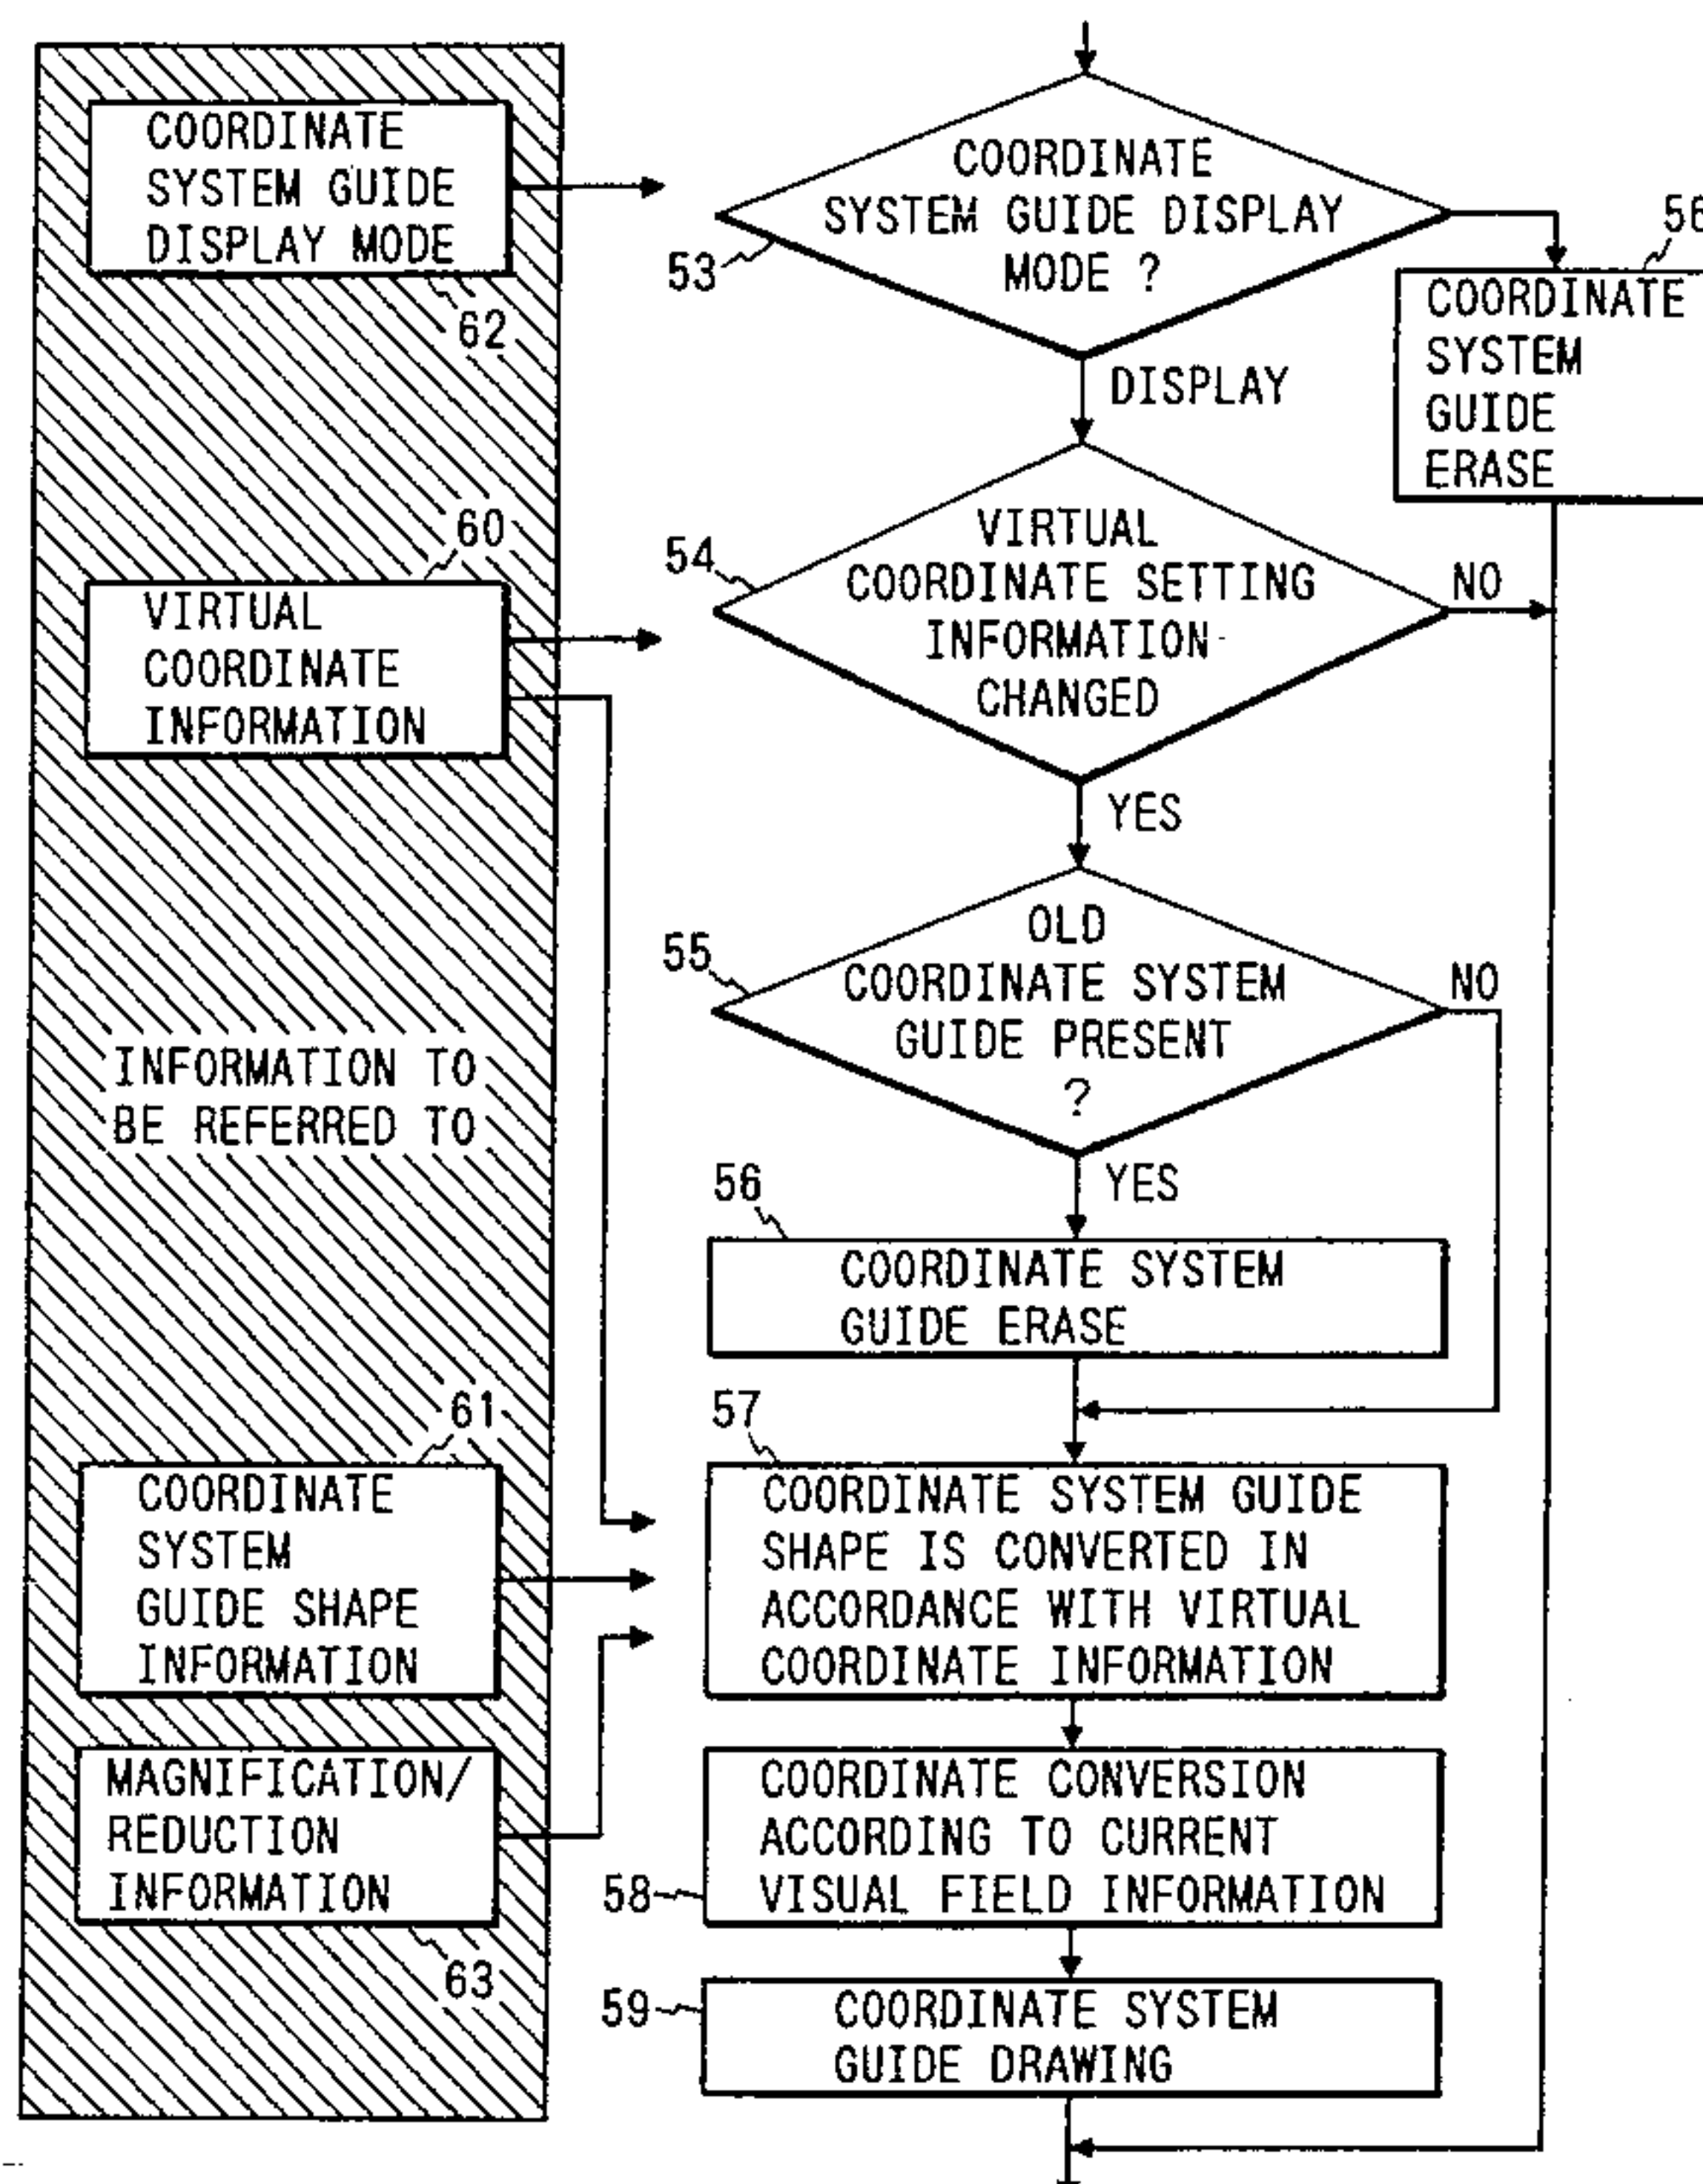 COORDINATE
SYSTEM GUIDE
DISPLAY MODE
62
60
VIRTUAL
COORDINATE
INFORMATION
INFORMATION TO
BE REFERRED TO
61
COORDINATE
SYSTEM
GUIDE SHAPE
INFORMATION
MAGNIFICATION/
REDUCTION
INFORMATION
63
COORDINATE
SYSTEM GUIDE DISPLAY
MODE ?
53
DISPLAY
56
COORDINATE
SYSTEM
GUIDE
ERASE
54
VIRTUAL
COORDINATE SETTING
INFORMATION
CHANGED
NO
YES
55
OLD
COORDINATE SYSTEM
GUIDE PRESENT
?
NO
YES
56
COORDINATE SYSTEM
GUIDE ERASE
57
COORDINATE SYSTEM GUIDE
SHAPE IS CONVERTED IN
ACCORDANCE WITH VIRTUAL
COORDINATE INFORMATION
COORDINATE CONVERSION
ACCORDING TO CURRENT
VISUAL FIELD INFORMATION
58
59
COORDINATE SYSTEM
GUIDE DRAWING